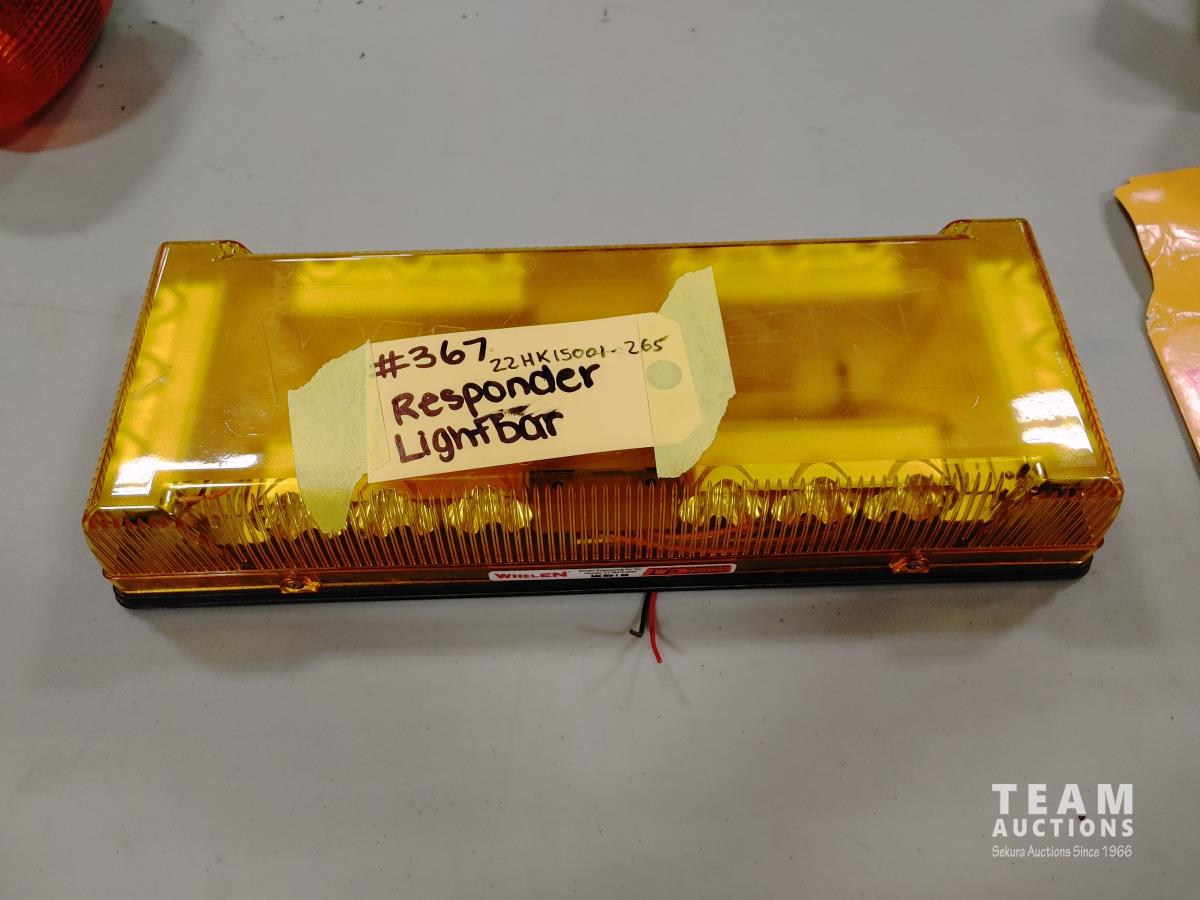 #367 22HK15001-265
Responder
Lightbar
WHELEN
TEAM
AUCTIONS
Sekura Auctions Since 1966